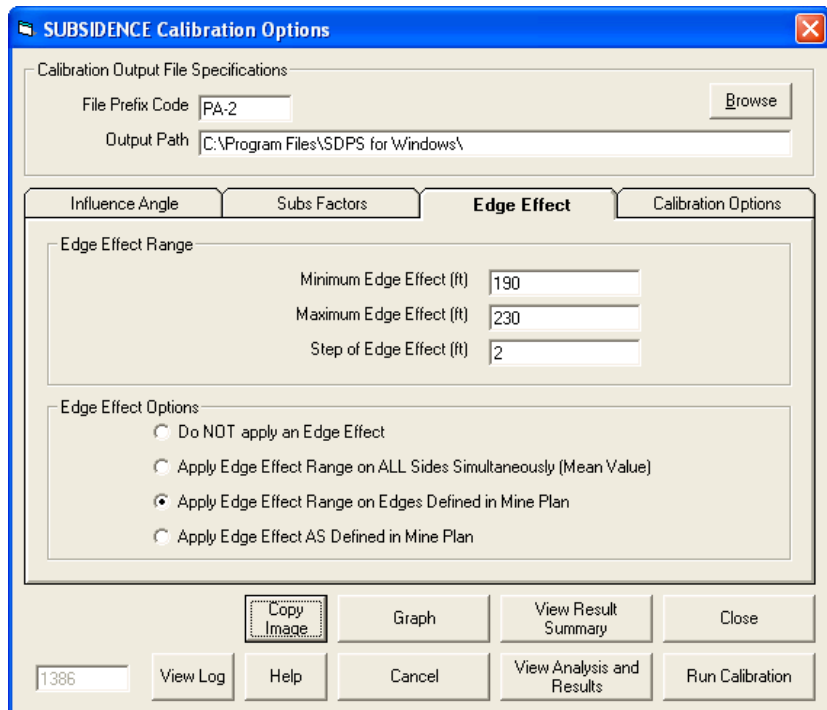 SUBSIDENCE Calibration Options
Calibration Output File Specifications
File Prefix Code PA-2
Browse
Output Path C:\Program Files\SDPS for Windows\
Influence Angle Subs Factors Edge Effect Calibration Options
Edge Effect Range
Minimum Edge Effect (ft) 190
Maximum Edge Effect (ft) 230
Step of Edge Effect (ft) 2
Edge Effect Options
Do NOT apply an Edge Effect
Apply Edge Effect Range on ALL Sides Simultaneously (Mean Value)
Apply Edge Effect Range on Edges Defined in Mine Plan
Apply Edge Effect AS Defined in Mine Plan
Copy
Image
Graph
View Result
Summary
Close
1386
View Log
Help
Cancel
View Analysis and
Results
Run Calibration